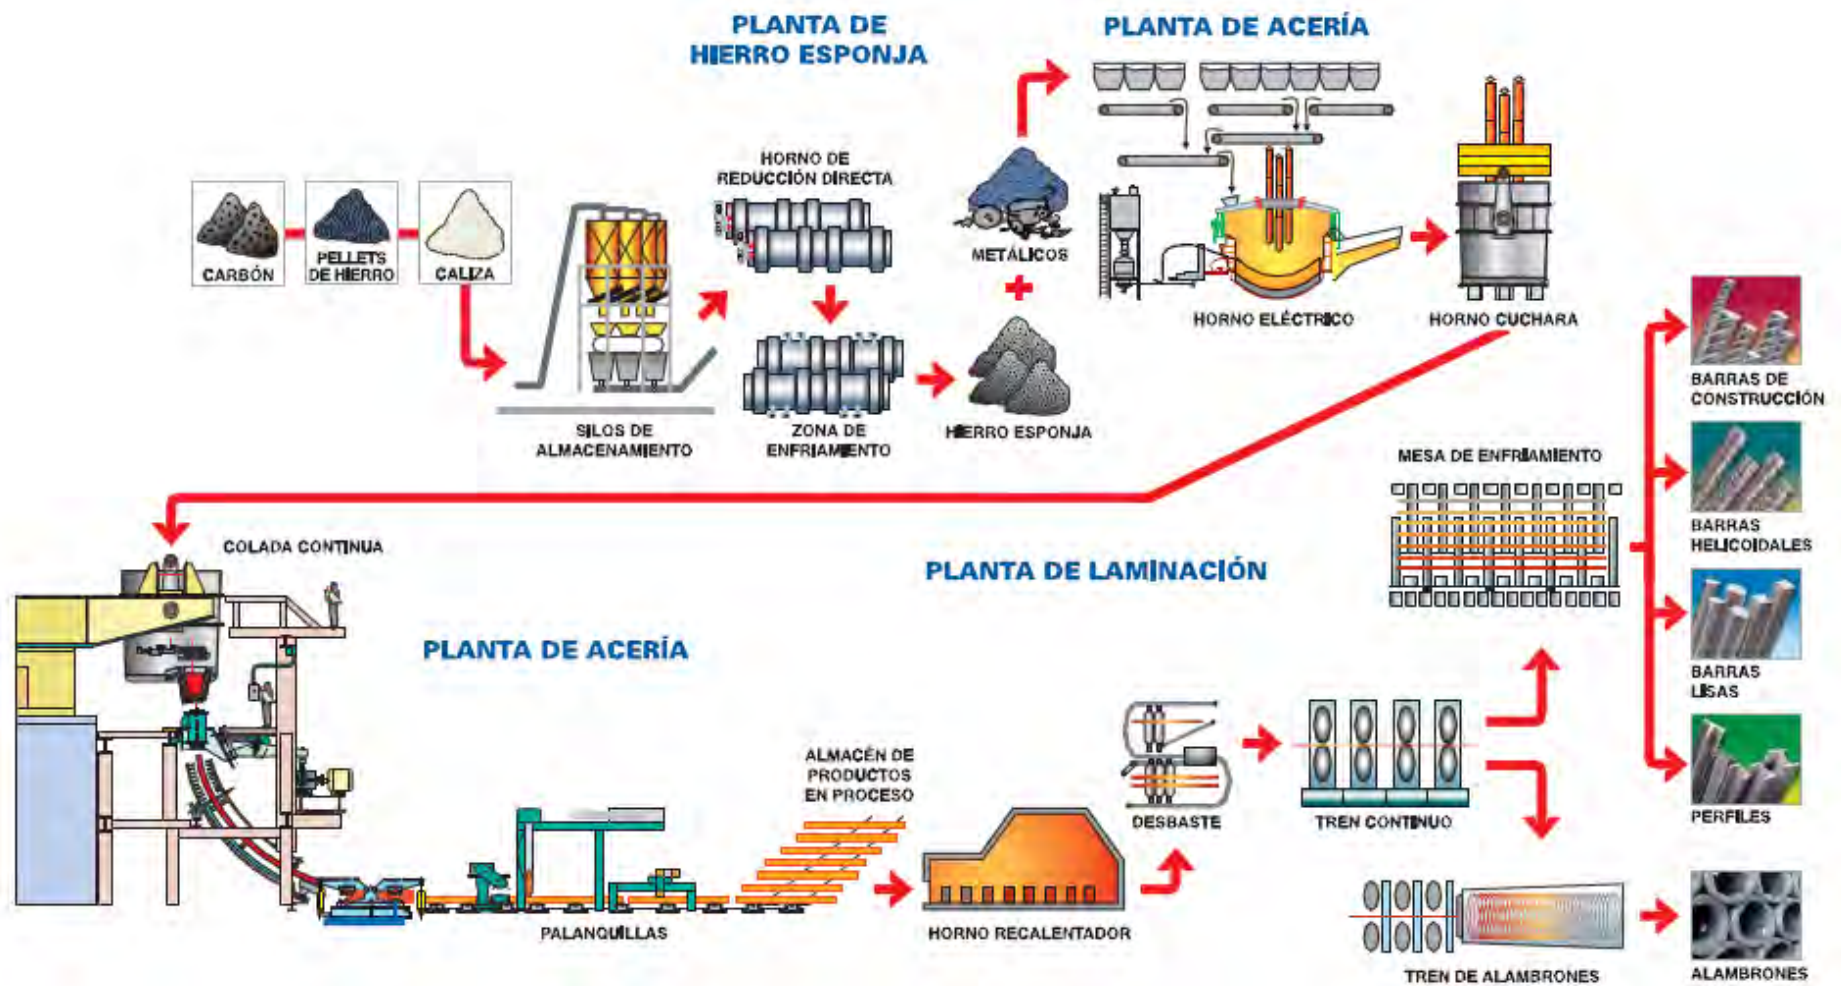 PLANTA DE
HIERRO ESPONJA
PLANTA DE ACERÍA
HORNO DE
REDUCCIÓN DIRECTA
CARBÓN
PELLETS
DE HIERRO
CALIZA
METÁLICOS
+
HORNO ELÉCTRICO
HORNO CUCHARA
SILOS DE
ALMACENAMIENTO
ZONA DE
ENFRIAMIENTO
HIERRO ESPONJA
BARRAS DE
CONSTRUCCIÓN
MESA DE ENFRIAMIENTO
BARRAS
HELICOIDALES
COLADA CONTINUA
PLANTA DE LAMINACIÓN
PLANTA DE ACERÍA
BARRAS
LISAS
ALMACÉN DE
PRODUCTOS
EN PROCESO
DESBASTE
TREN CONTINUO
PERFILES
PALANQUILLAS
HORNO RECALENTADOR
TREN DE ALAMBRONES
ALAMBRONES